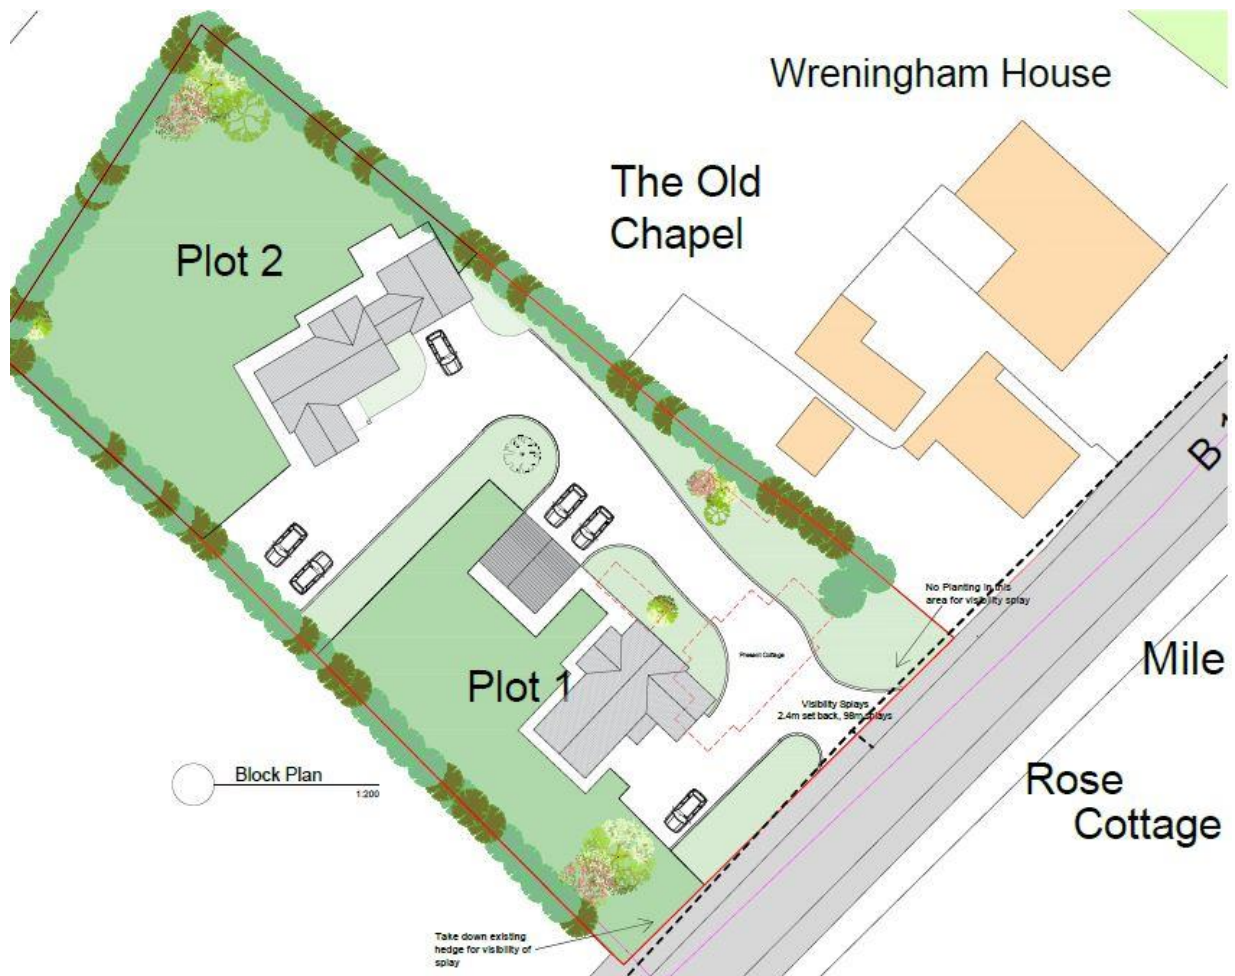 Wreningham House
The Old
Chapel
Plot 2
B 1
No Planting in this
area for visibility splay
Present Cottage
Mile
Plot 1
Visibility Splays
2.4m set back, 98m splays
Block Plan
1:200
Rose
Cottage
Take down existing
hedge for visibility of
splay